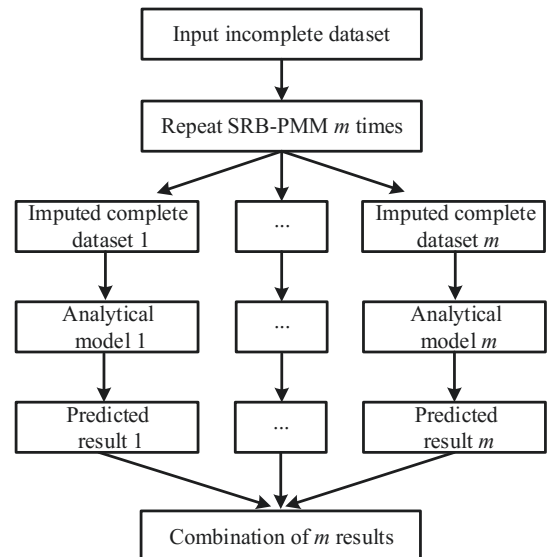 Input incomplete dataset
Repeat SRB-PMM m times
Imputed complete
dataset 1
...
Imputed complete
dataset m
Analytical
model 1
...
Analytical
model m
Predicted
result 1
...
Predicted
result m
Combination of m results